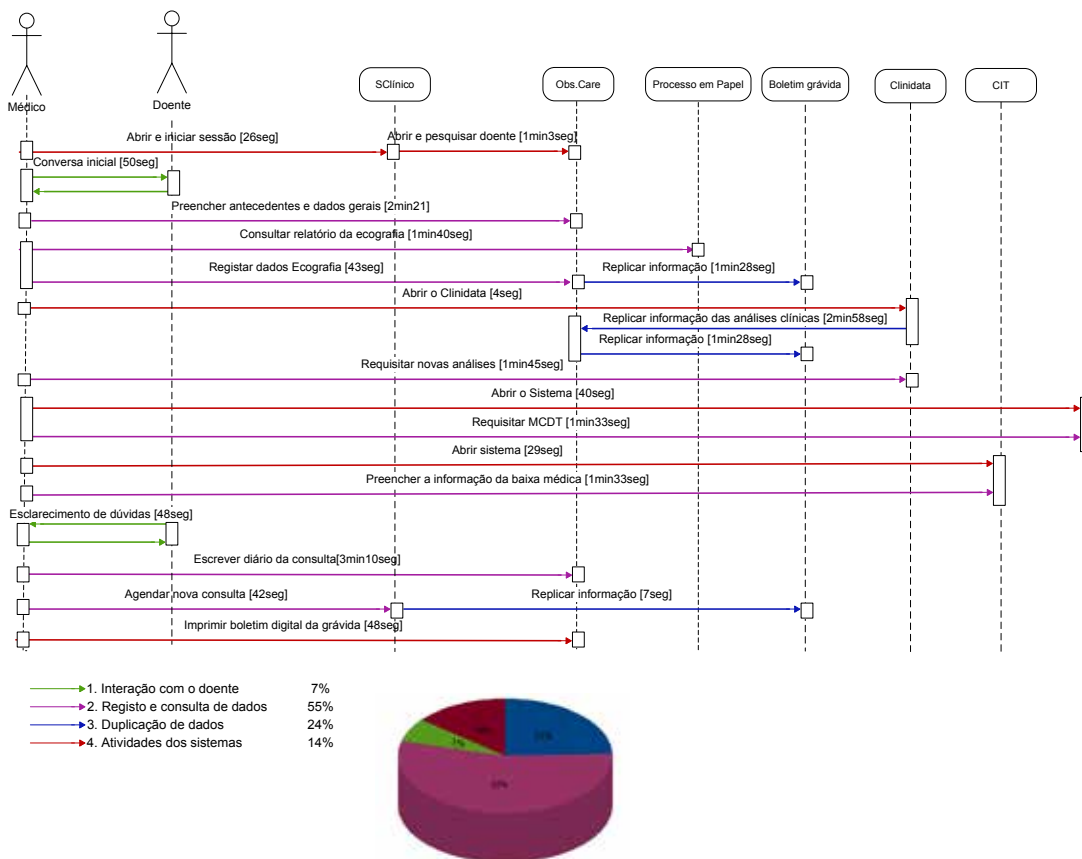 SClínico
Obs.Care
Processo em Papel
Boletim grávida
Clinidata
CIT
Médico
Doente
Abrir e iniciar sessão [26seg]
Abrir e pesquisar doente [1min3seg]
Conversa inicial [50seg]
Preencher antecedentes e dados gerais [2min21]
Consultar relatório da ecografia [1min40seg]
Registar dados Ecografia [43seg]
Replicar informação [1min28seg]
Abrir o Clinidata [4seg]
Replicar informação das análises clínicas [2min58seg]
Replicar informação [1min28seg]
Requisitar novas análises [1min45seg]
Abrir o Sistema [40seg]
Requisitar MCDT [1min33seg]
Abrir sistema [29seg]
Preencher a informação da baixa médica [1min33seg]
Esclarecimento de dúvidas [48seg]
Escrever diário da consulta[3min10seg]
Agendar nova consulta [42seg]
Replicar informação [7seg]
Imprimir boletim digital da grávida [48seg]
1. Interação com o doente 7%
2. Registo e consulta de dados 55%
3. Duplicação de dados 24%
4. Atividades dos sistemas 14%
7%